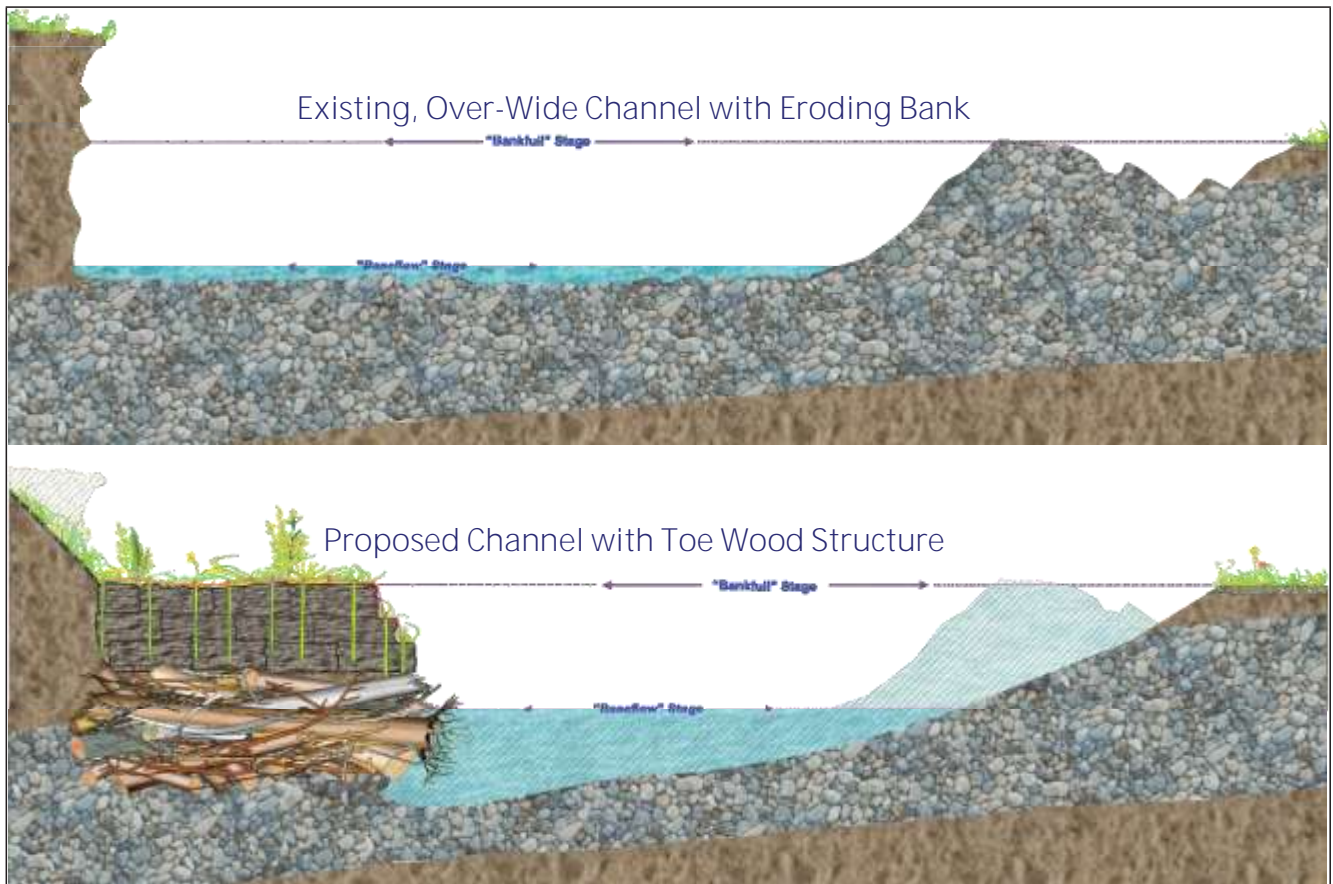 Existing, Over-Wide Channel with Eroding Bank
"Bankfull" Stage
"Baseflow" Stage
Proposed Channel with Toe Wood Structure
"Bankfull" Stage
"Baseflow" Stage